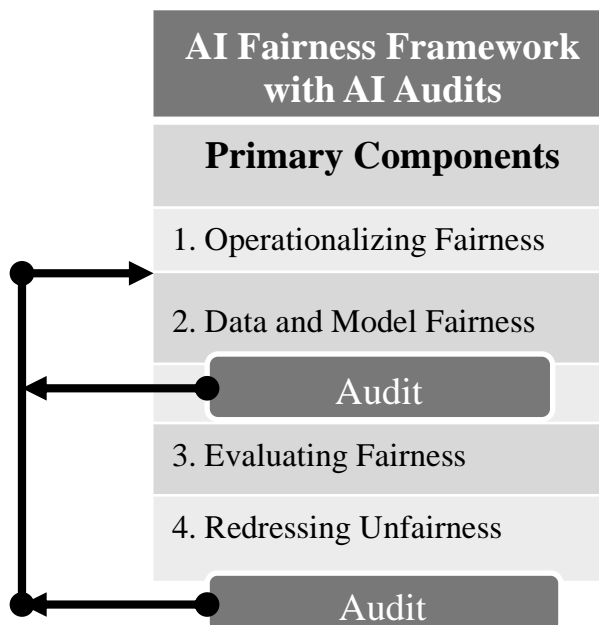 AI Fairness Framework
with AI Audits
Primary Components
1. Operationalizing Fairness
2. Data and Model Fairness
Audit
3. Evaluating Fairness
4. Redressing Unfairness
Audit